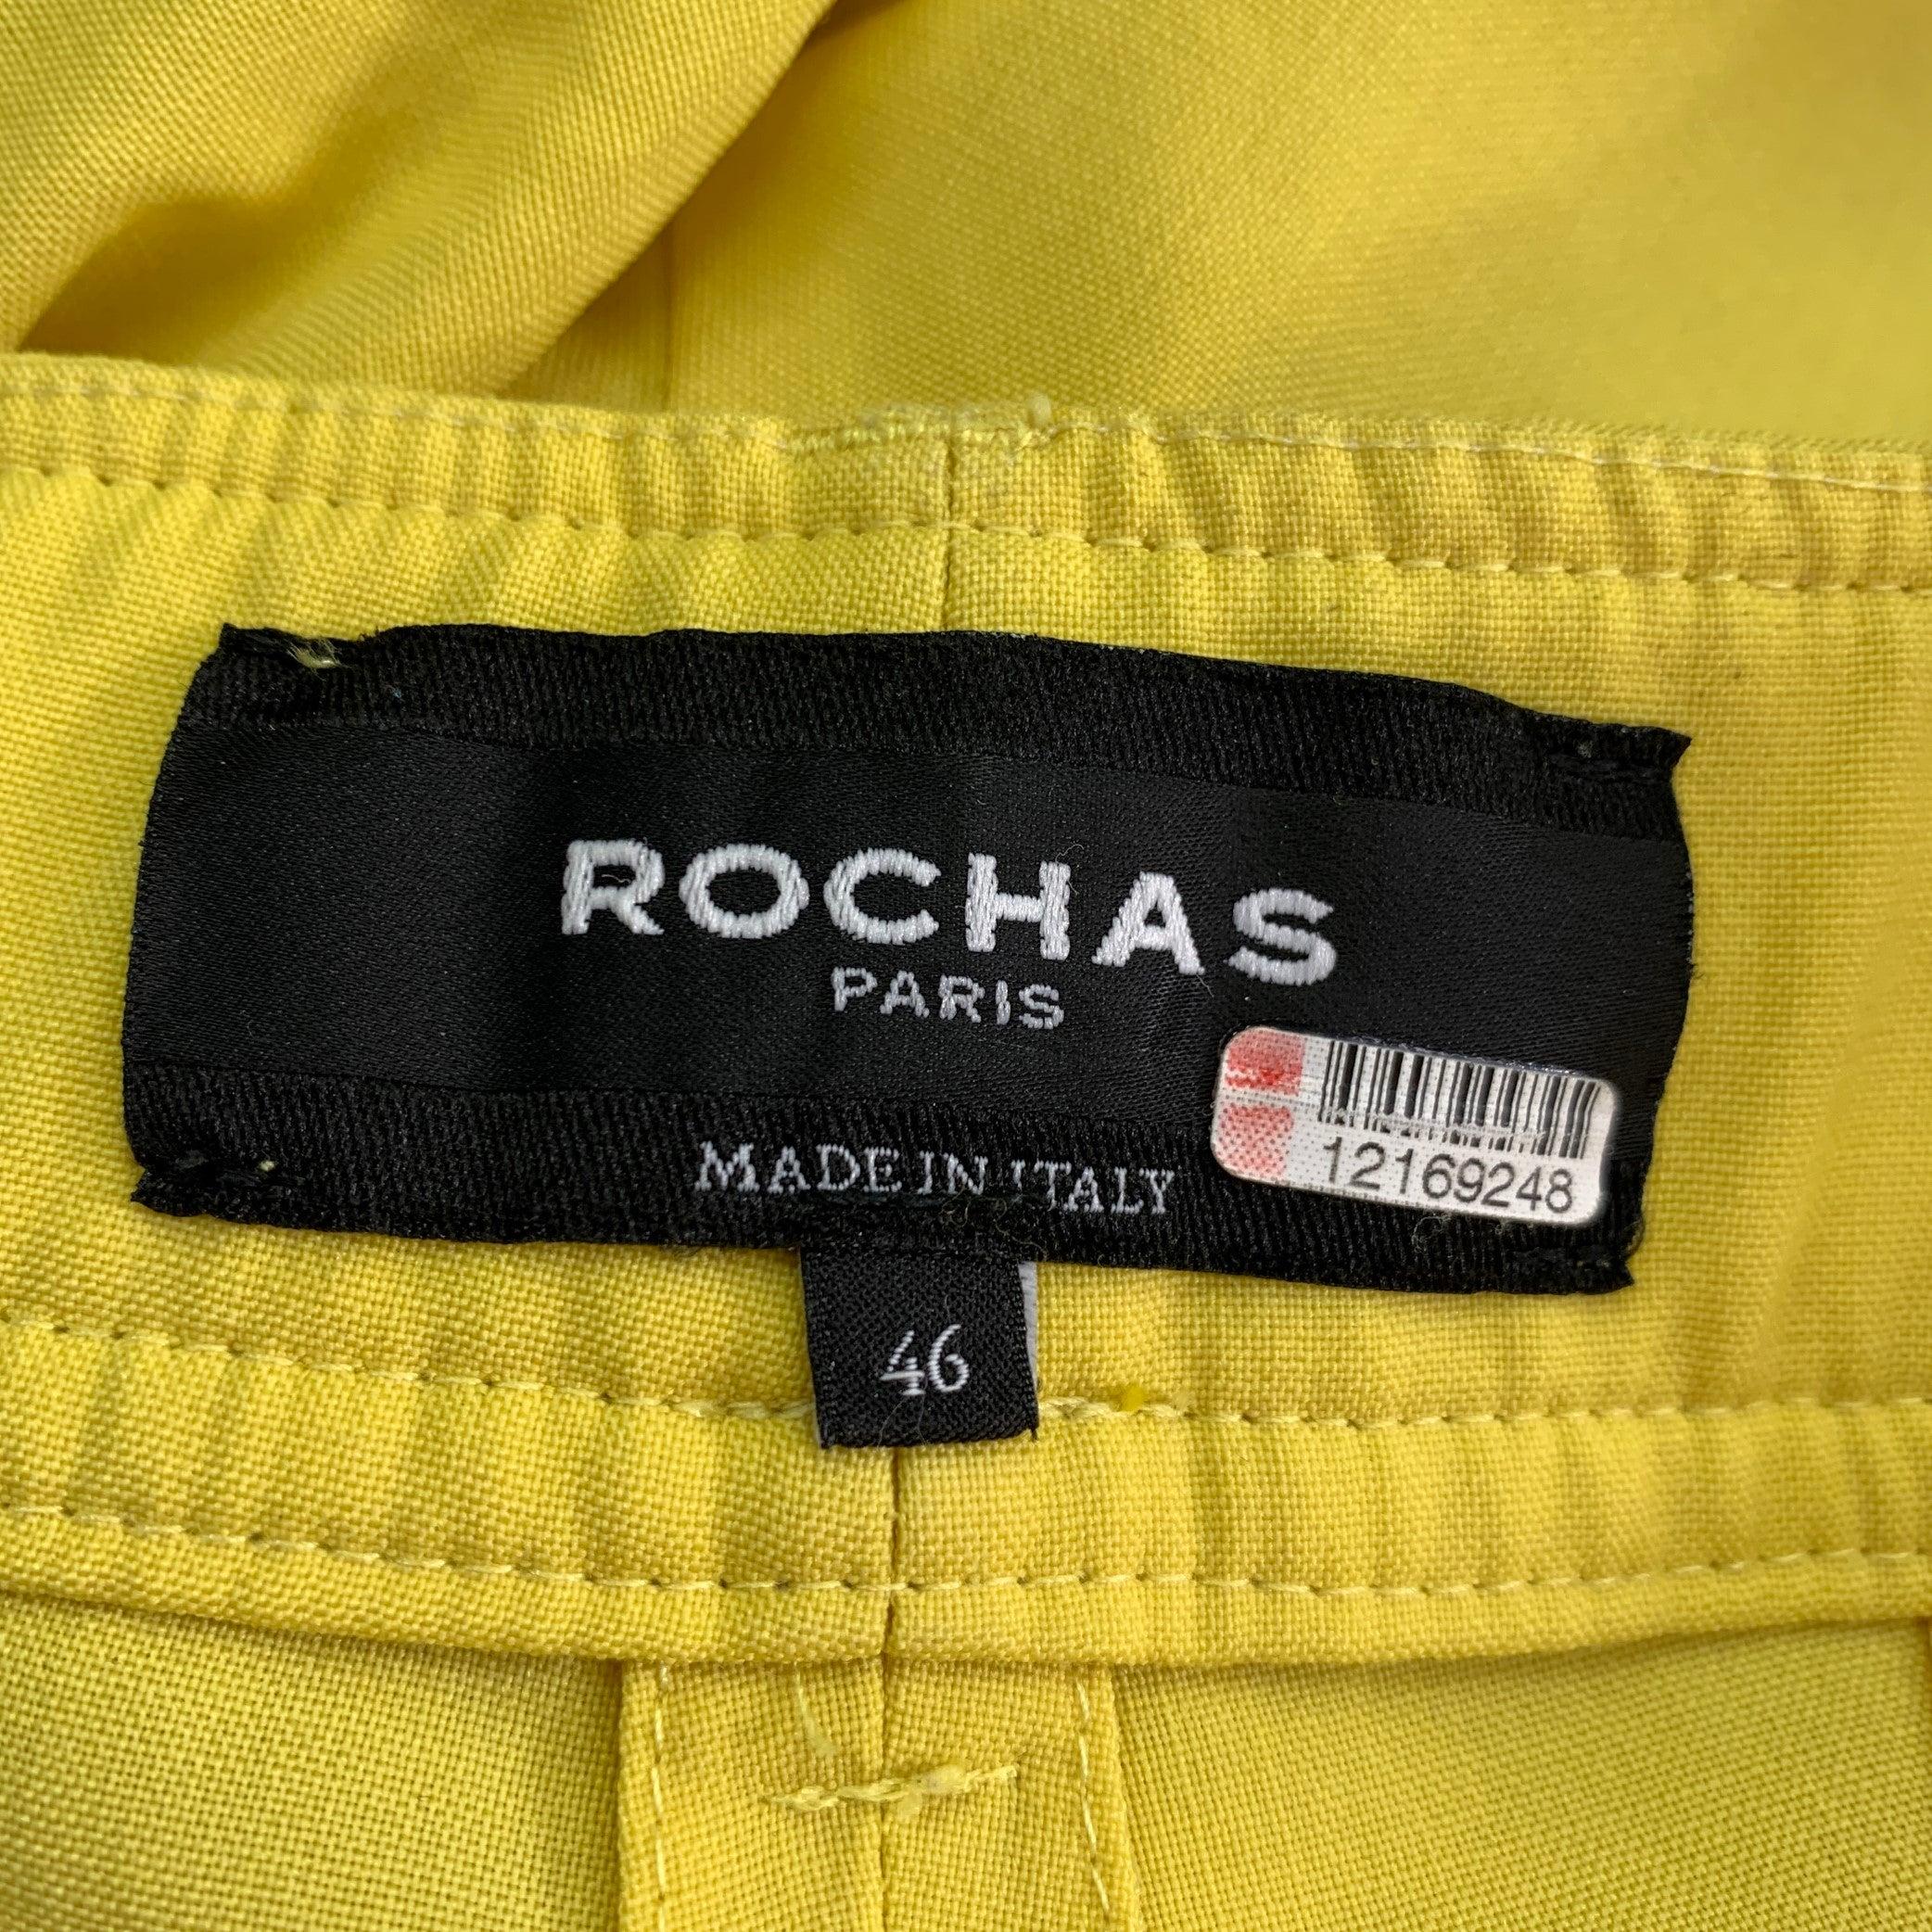 ROCHAS
PARIS
MADE IN ITALY
12169248
46